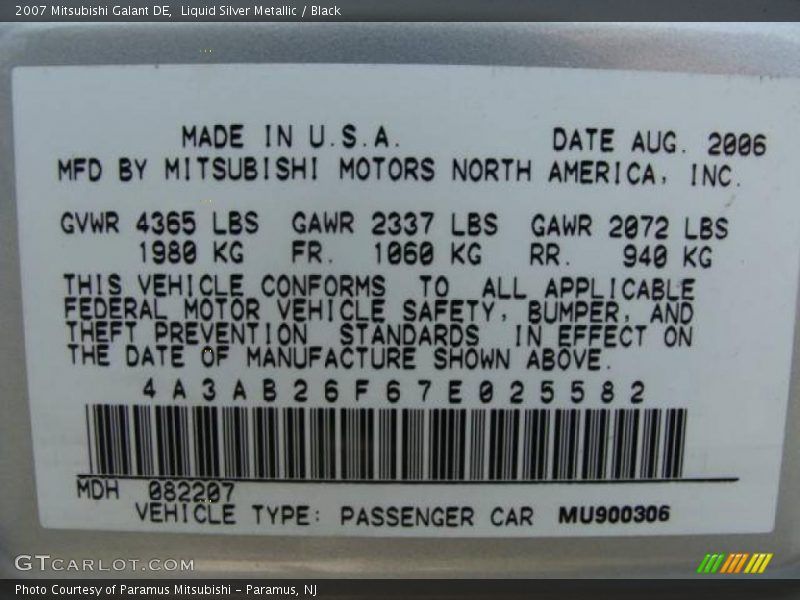 2007 Mitsubishi Galant DE,  Liquid Silver Metallic / Black
MADE IN U.S.A. DATE AUG. 2006
MFD BY MITSUBISHI MOTORS NORTH AMERICA, INC.
GVWR 4365 LBS GAWR 2337 LBS GAWR 2072 LBS
1980 KG FR. 1060 KG RR. 940 KG
THIS VEHICLE CONFORMS TO ALL APPLICABLE
FEDERAL MOTOR VEHICLE SAFETY, BUMPER, AND
THEFT PREVENTION STANDARDS IN EFFECT ON
THE DATE OF MANUFACTURE SHOWN ABOVE.
4A3AB26F67E025582
MDH 082207
VEHICLE TYPE: PASSENGER CAR MU900306
GTCARLOT.COM
Photo Courtesy of Paramus Mitsubishi - Paramus, NJ